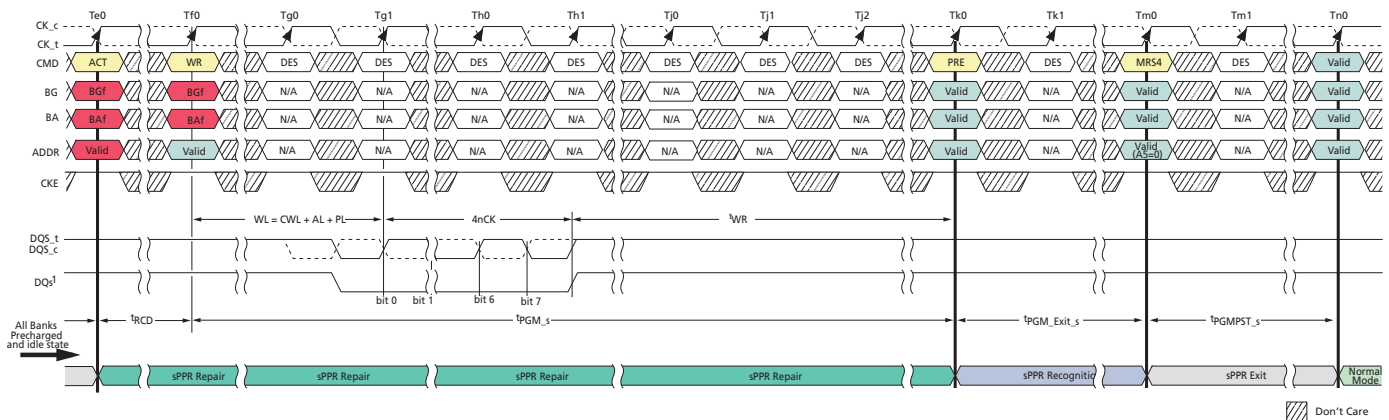 Te0 Tf0 Tg0 Tg1 Th0 Th1 Tj0 Tj1 Tj2 Tk0 Tk1 Tm0 Tm1 Tn0
CK_c
CK_t
CMD ACT WR DES DES DES DES DES DES DES PRE DES MRS4 DES Valid
BG BGf BGf N/A N/A N/A N/A N/A N/A N/A Valid N/A Valid N/A Valid
BA BAf BAf N/A N/A N/A N/A N/A N/A N/A Valid N/A Valid N/A Valid
ADDR Valid Valid N/A N/A N/A N/A N/A N/A N/A Valid N/A Valid (A5=0) N/A Valid
CKE
WL = CWL + AL + PL 4nCK tWR
DQS_t
DQS_c
DQs1
bit 0 bit 1 bit 6 bit 7
All Banks
Precharged
and idle state
tRCD tPGM_s tPGM_Exit_s tPGMPST_s
sPPR Repair sPPR Repair sPPR Repair sPPR Repair sPPR Recognitic sPPR Exit Normal Mode
Don't Care